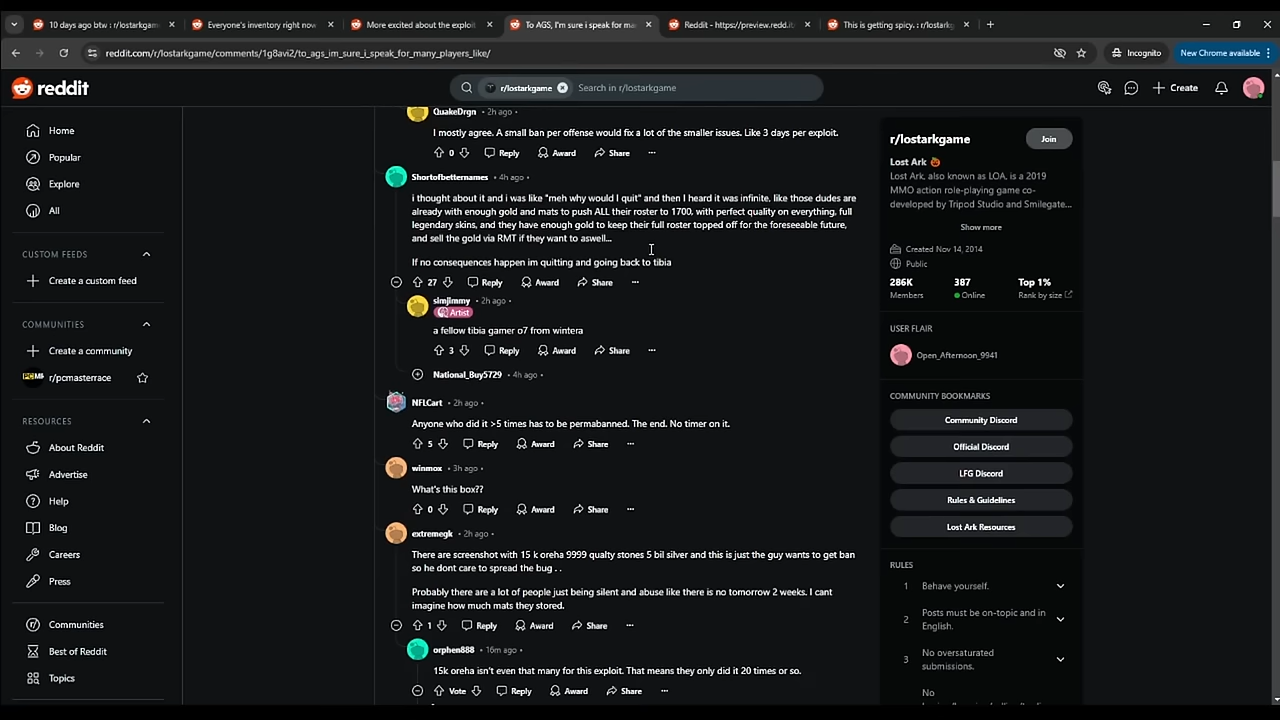 10 days ago btw : r/lostarkgam
Everyone's inventory right now
More excited about the exploi
To AGS, I'm sure i speak for ma
Reddit - https://preview.redd.i
This is getting spicy. : r/lostark
reddit.com/r/lostarkgame/comments/1g8avi2/to_ags_im_sure_i_speak_for_many_players_like/
Incognito
New Chrome available
reddit
r/lostarkgame
Search in r/lostarkgame
Create
Home
Popular
Explore
All
CUSTOM FEEDS
Create a custom feed
COMMUNITIES
Create a community
r/pcmasterrace
RESOURCES
About Reddit
Advertise
Help
Blog
Careers
Press
Communities
Best of Reddit
Topics
QuakeDrgn • 2h ago •
I mostly agree. A small ban per offense would fix a lot of the smaller issues. Like 3 days per exploit.
0 Reply Award Share
Shortofbetternames • 4h ago •
i thought about it and i was like "meh why would I quit" and then I heard it was infinite, like those dudes are
already with enough gold and mats to push ALL their roster to 1700, with perfect quality on everything, full
legendary skins, and they have enough gold to keep their full roster topped off for the foreseeable future,
and sell the gold via RMT if they want to aswell...
If no consequences happen im quitting and going back to tibia
27 Reply Award Share
simjimmy • 2h ago •
Artist
a fellow tibia gamer o7 from wintera
3 Reply Award Share
National_Buy5729 • 4h ago •
NFLCart • 2h ago •
Anyone who did it >5 times has to be permabanned. The end. No timer on it.
5 Reply Award Share
winmox • 3h ago •
What's this box??
0 Reply Award Share
extremegk • 2h ago •
There are screenshot with 15 k oreha 9999 qualty stones 5 bil silver and this is just the guy wants to get ban
so he dont care to spread the bug . .
Probably there are a lot of people just being silent and abuse like there is no tomorrow 2 weeks. I cant
imagine how much mats they stored.
1 Reply Award Share
orphen888 • 16m ago •
15k oreha isn't even that many for this exploit. That means they only did it 20 times or so.
Vote Reply Award Share
r/lostarkgame
Join
Lost Ark
Lost Ark, also known as LOA, is a 2019
MMO action role-playing game co-
developed by Tripod Studio and Smilegate...
Show more
Created Nov 14, 2014
Public
286K 387 Top 1%
Members Online Rank by size
USER FLAIR
Open_Afternoon_9941
COMMUNITY BOOKMARKS
Community Discord
Official Discord
LFG Discord
Rules & Guidelines
Lost Ark Resources
RULES
1 Behave yourself.
2 Posts must be on-topic and in
English.
3 No oversaturated
submissions.
No